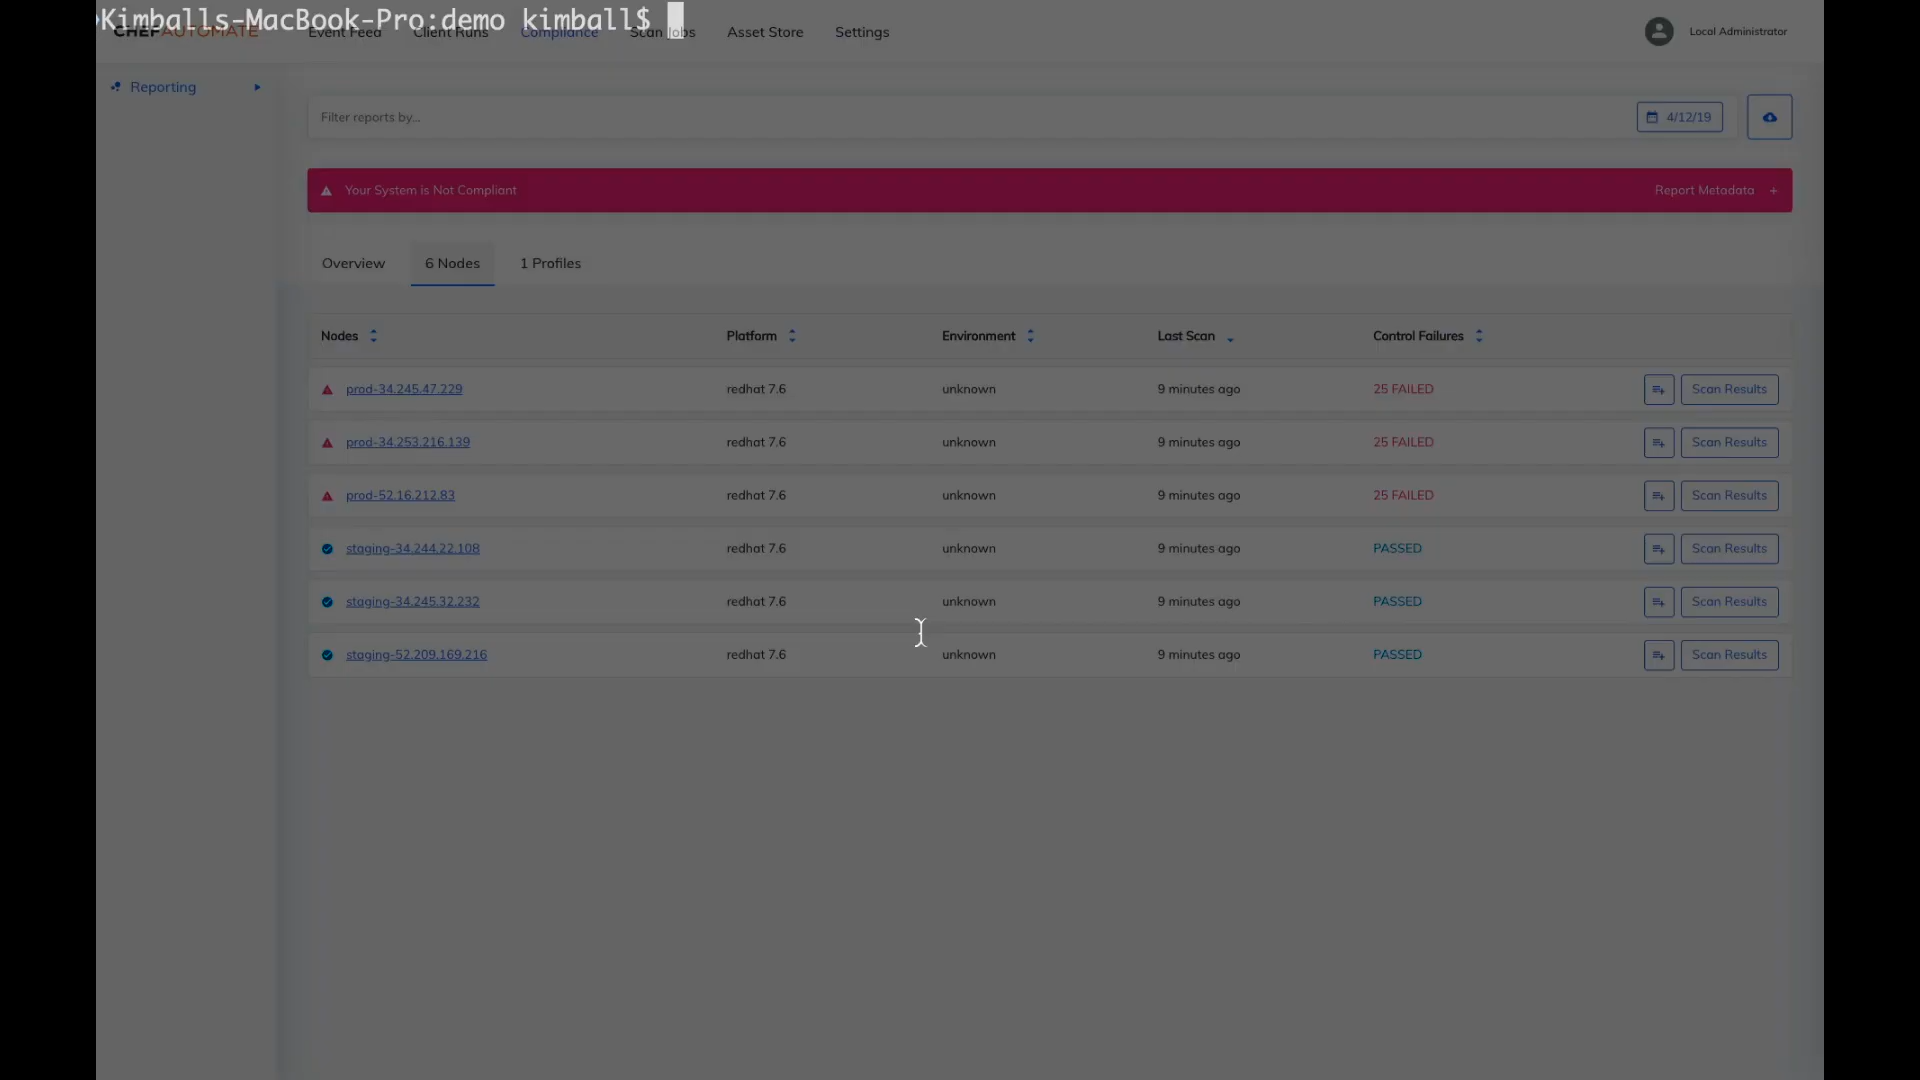 Kimballs-MacBook-Pro:demo kimball$
CHEF AUTOMATE Event Feed Client Runs Compliance Scan Jobs Asset Store Settings Local Administrator
Reporting
Filter reports by... 4/12/19
Your System is Not Compliant Report Metadata +
Overview 6 Nodes 1 Profiles
Nodes Platform Environment Last Scan Control Failures
prod-34.245.47.229 redhat 7.6 unknown 9 minutes ago 25 FAILED Scan Results
prod-34.253.216.139 redhat 7.6 unknown 9 minutes ago 25 FAILED Scan Results
prod-52.16.212.83 redhat 7.6 unknown 9 minutes ago 25 FAILED Scan Results
staging-34.244.22.108 redhat 7.6 unknown 9 minutes ago PASSED Scan Results
staging-34.245.32.232 redhat 7.6 unknown 9 minutes ago PASSED Scan Results
staging-52.209.169.216 redhat 7.6 unknown 9 minutes ago PASSED Scan Results